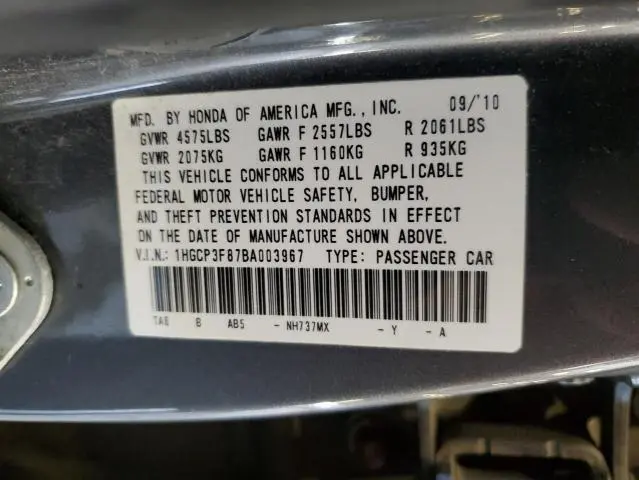 MFD. BY HONDA OF AMERICA MFG., INC. 09/'10
GVWR 4575LBS GAWR F 2557LBS R 2061LBS
GVWR 2075KG GAWR F 1160KG R 935KG
THIS VEHICLE CONFORMS TO ALL APPLICABLE
FEDERAL MOTOR VEHICLE SAFETY, BUMPER,
AND THEFT PREVENTION STANDARDS IN EFFECT
ON THE DATE OF MANUFACTURE SHOWN ABOVE.
V.I.N.: 1HGCP3F87BA003967 TYPE: PASSENGER CAR
B AB5 - NH737MX - Y - A